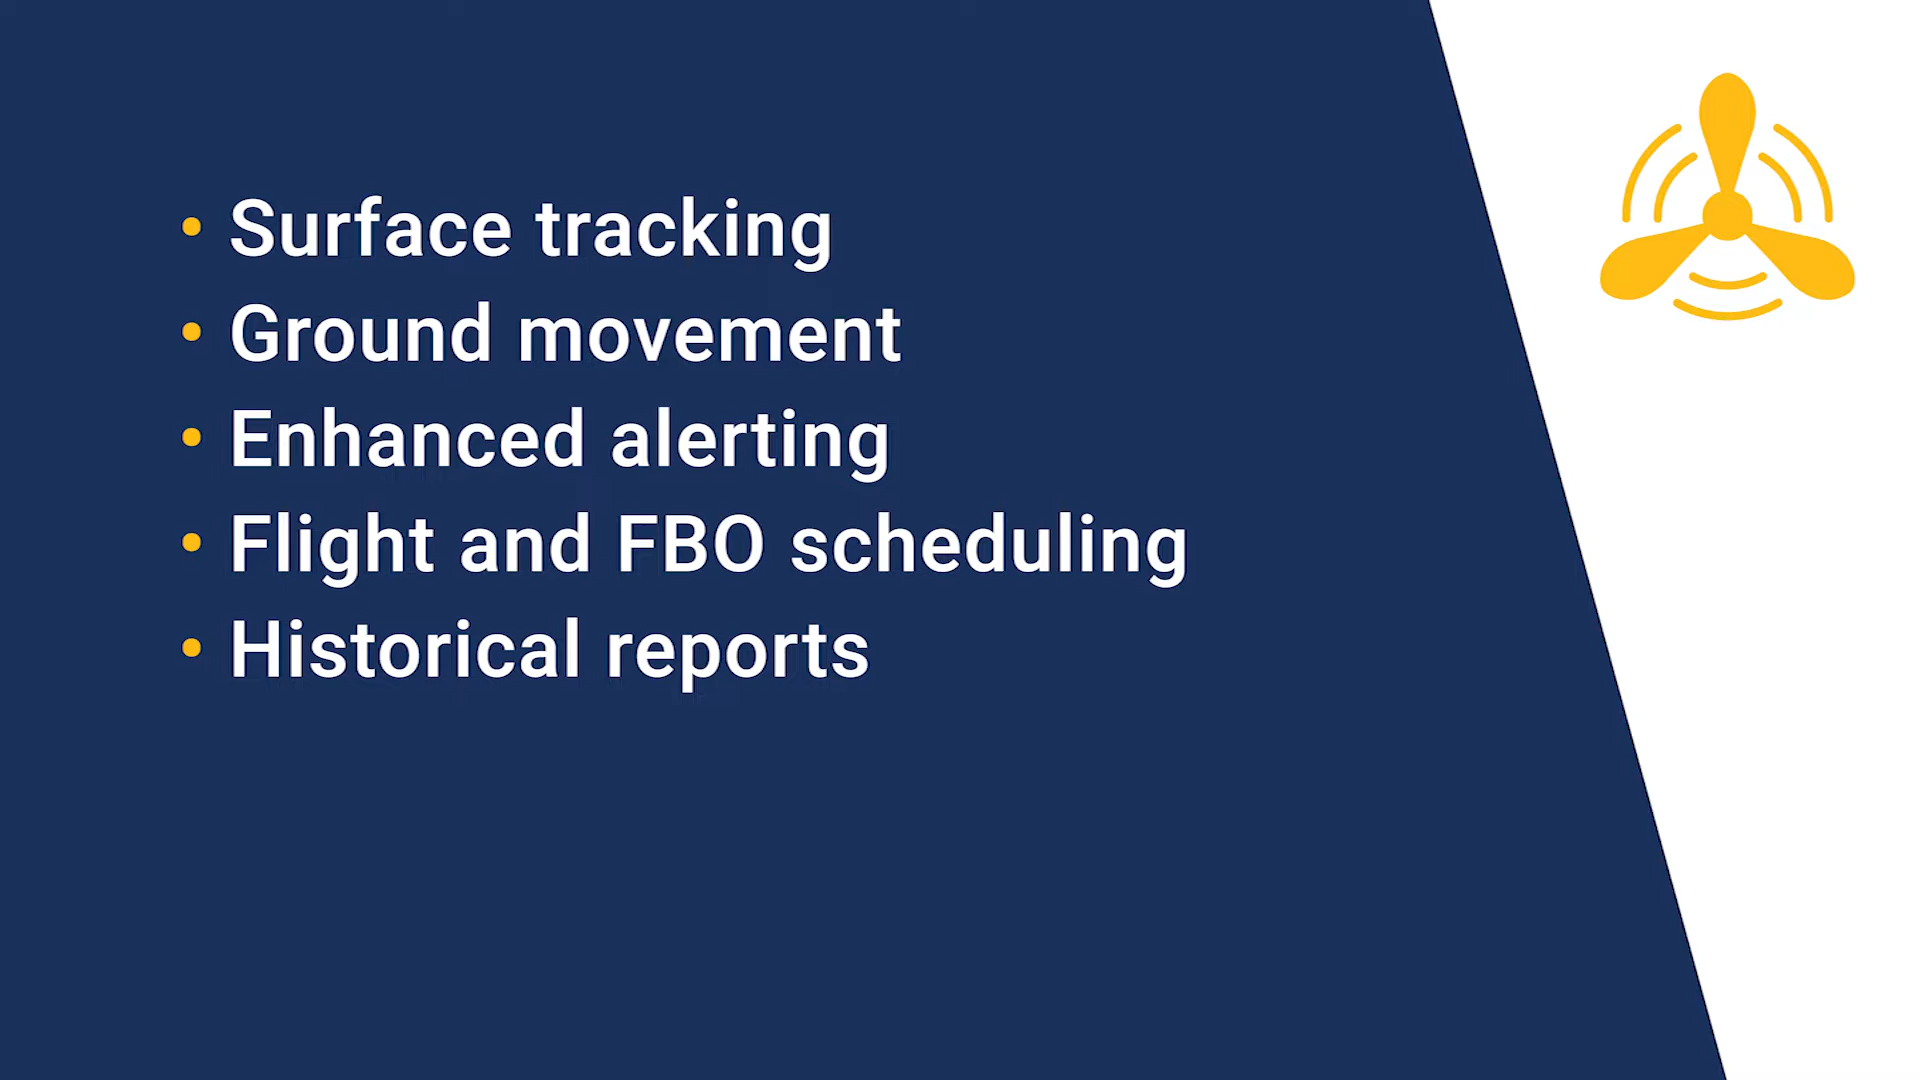 • Surface tracking
• Ground movement
• Enhanced alerting
• Flight and FBO scheduling
• Historical reports